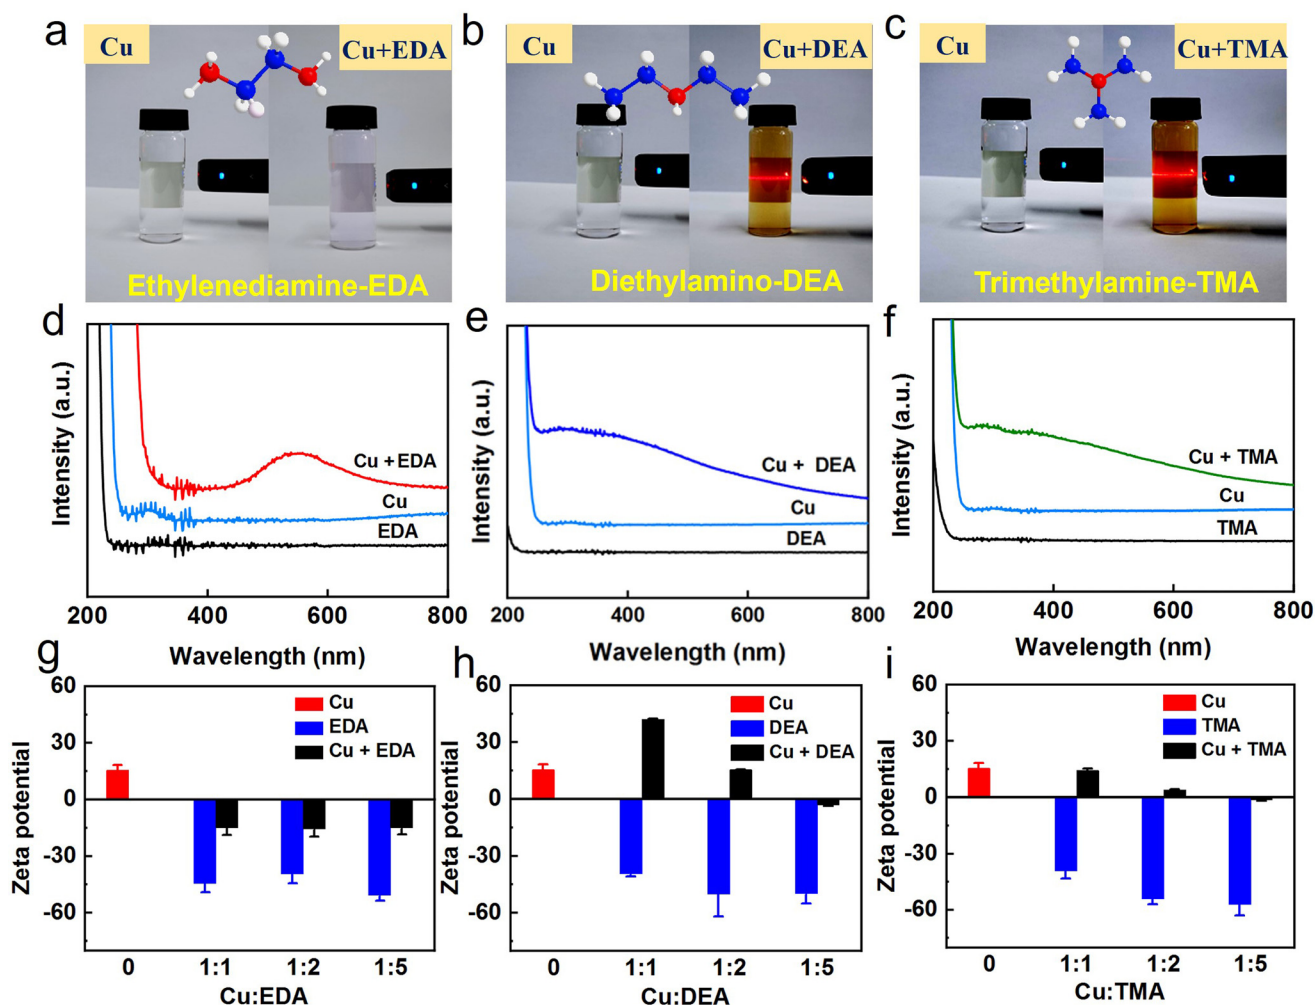 a
Cu
Cu+EDA
Ethylenediamine-EDA
b
Cu
Cu+DEA
Diethylamino-DEA
c
Cu
Cu+TMA
Trimethylamine-TMA
d
Intensity (a.u.)
Cu +EDA
Cu
EDA
200 400 600 800
Wavelength (nm)
e
Intensity (a.u.)
Cu + DEA
Cu
DEA
200 400 600 800
Wavelength (nm)
f
Intensity (a.u.)
Cu + TMA
Cu
TMA
200 400 600 800
Wavelength (nm)
g
Zeta potential
60
30
0
-30
-60
Cu
EDA
Cu + EDA
0 1:1 1:2 1:5
Cu:EDA
h
Zeta potential
60
30
0
-30
-60
Cu
DEA
Cu + DEA
0 1:1 1:2 1:5
Cu:DEA
i
Zeta potential
60
30
0
-30
-60
Cu
TMA
Cu + TMA
0 1:1 1:2 1:5
Cu:TMA